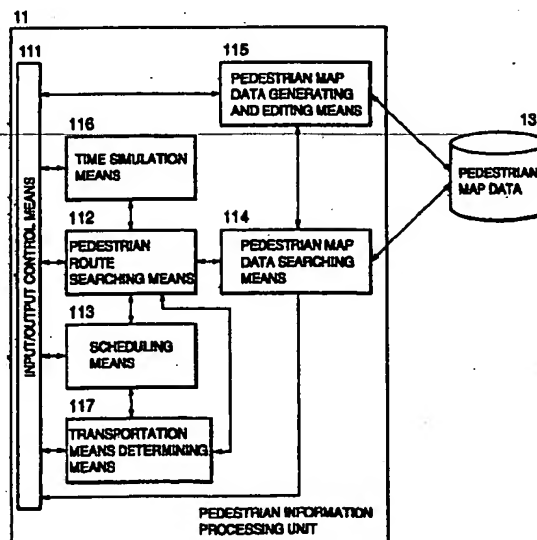 11
111
115
PEDESTRIAN MAP
DATA GENERATING
AND EDITING MEANS
116
13
TIME SIMULATION
MEANS
PEDESTRIAN
MAP DATA
112
114
PEDESTRIAN
ROUTE
SEARCHING MEANS
PEDESTRIAN MAP
DATA SEARCHING
MEANS
INPUT/OUTPUT CONTROL MEANS
113
SCHEDULING
MEANS
117
TRANSPORTATION
MEANS DETERMINING
MEANS
PEDESTRIAN INFORMATION
PROCESSING UNIT